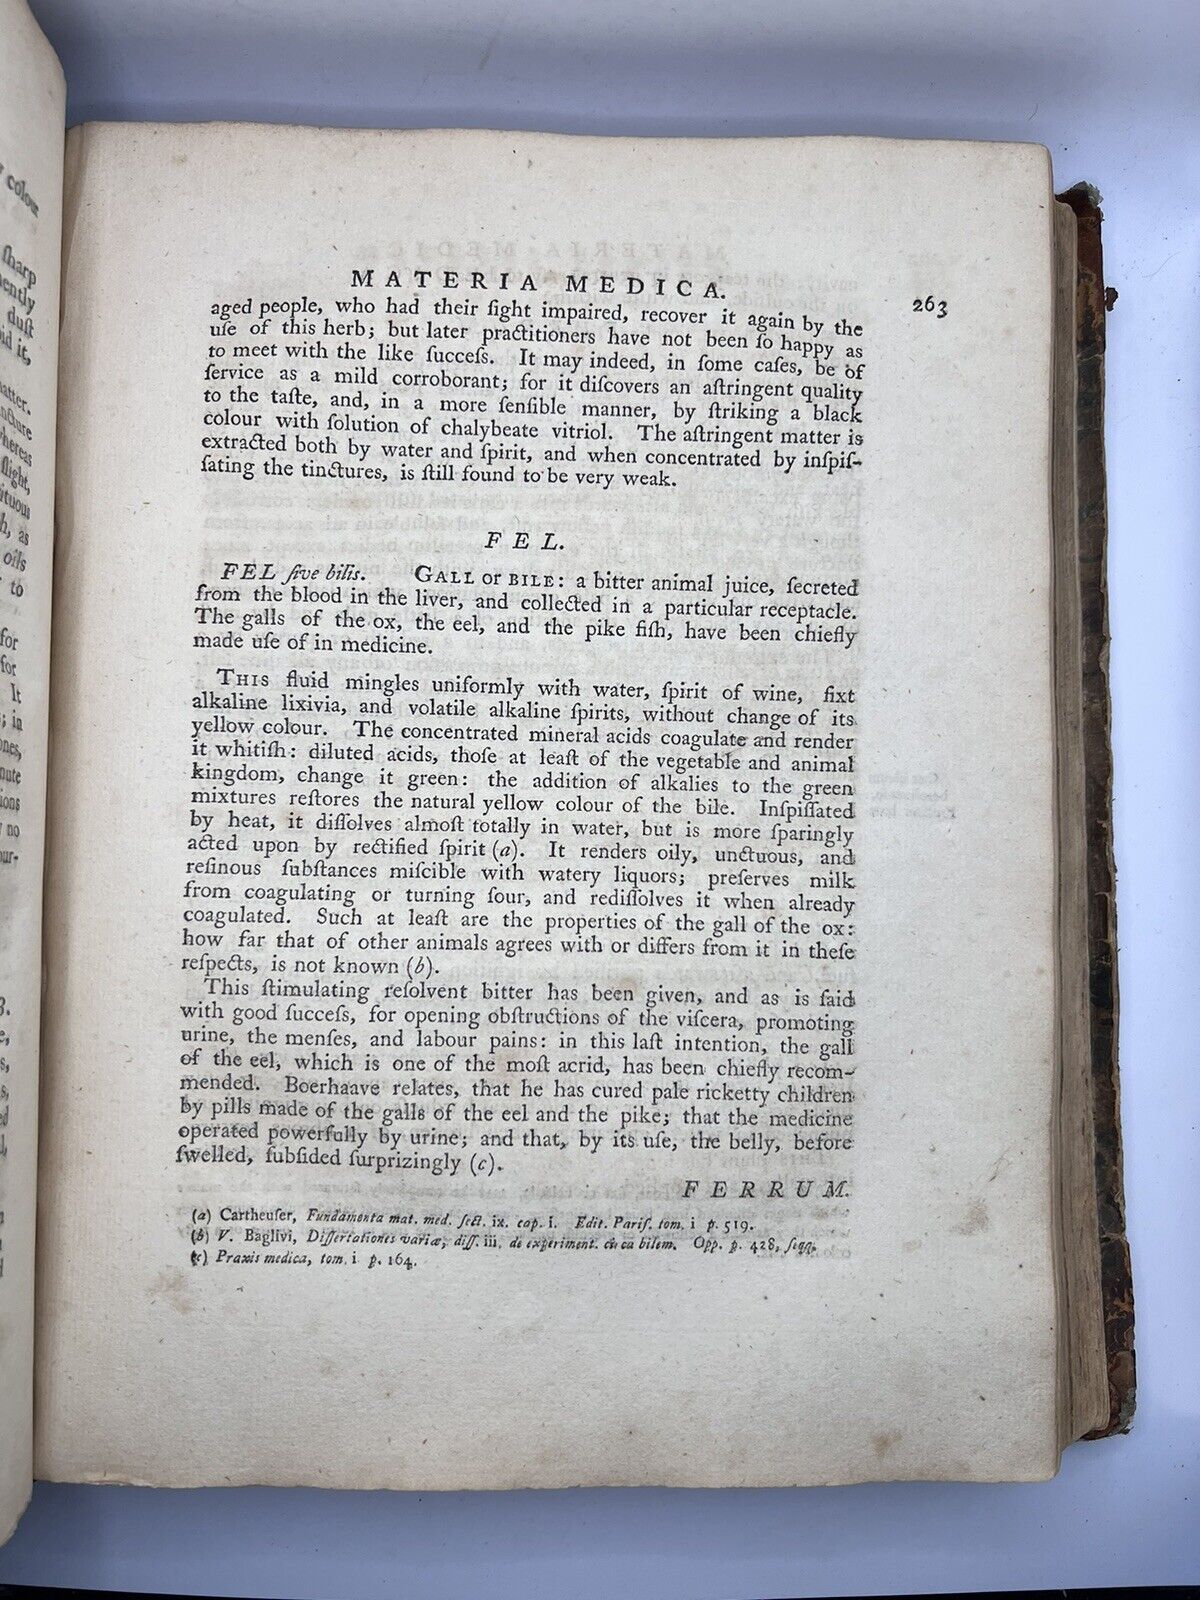 MATERIA MEDICA. 263
aged people, who had their ſight impaired, recover it again by the
uſe of this herb; but later practitioners have not been ſo happy as
to meet with the like ſucceſs. It may indeed, in ſome caſes, be of
ſervice as a mild corroborant; for it diſcovers an aſtringent quality
to the taſte, and, in a more ſenſible manner, by ſtriking a black
colour with ſolution of chalybeate vitriol. The aſtringent matter is
extracted both by water and ſpirit, and when concentrated by inſpiſ-
ſating the tinctures, is ſtill found to be very weak.
FEL.
FEL ſive bilis. GALL or BILE: a bitter animal juice, ſecreted
from the blood in the liver, and collected in a particular receptacle.
The galls of the ox, the eel, and the pike fiſh, have been chiefly
made uſe of in medicine.
THIS fluid mingles uniformly with water, ſpirit of wine, fixt
alkaline lixivia, and volatile alkaline ſpirits, without change of its
yellow colour. The concentrated mineral acids coagulate and render
it whitiſh: diluted acids, thoſe at leaſt of the vegetable and animal
kingdom, change it green: the addition of alkalies to the green
mixtures reſtores the natural yellow colour of the bile. Inſpiſſated
by heat, it diſſolves almoſt totally in water, but is more ſparingly
acted upon by rectified ſpirit (a). It renders oily, unctuous, and
reſinous ſubſtances miſcible with watery liquors; preſerves milk
from coagulating or turning ſour, and rediſſolves it when already
coagulated. Such at leaſt are the properties of the gall of the ox:
how far that of other animals agrees with or differs from it in theſe
reſpects, is not known (b).
This ſtimulating reſolvent bitter has been given, and as is ſaid
with good ſucceſs, for opening obſtructions of the viſcera, promoting
urine, the menſes, and labour pains: in this laſt intention, the gall
of the eel, which is one of the moſt acrid, has been chiefly recom-
mended. Boerhaave relates, that he has cured pale ricketty children
by pills made of the galls of the eel and the pike; that the medicine
operated powerfully by urine; and that, by its uſe, the belly, before
ſwelled, ſubſided ſurprizingly (c).
FERRUM.
(a) Cartheuſer, Fundamenta mat. med. ſect. ix. cap. i. Edit. Pariſ. tom. i p. 519.
(b) V. Baglivi, Diſſertationes variæ, diſſ. iii. de experiment. circa bilem. Opp. p. 428, ſeqq.
(c) Praxis medica, tom. i p. 164.
colour
ſharp
duſt
whereas
ſlight,
as
oils
to
for
for
It
in
no